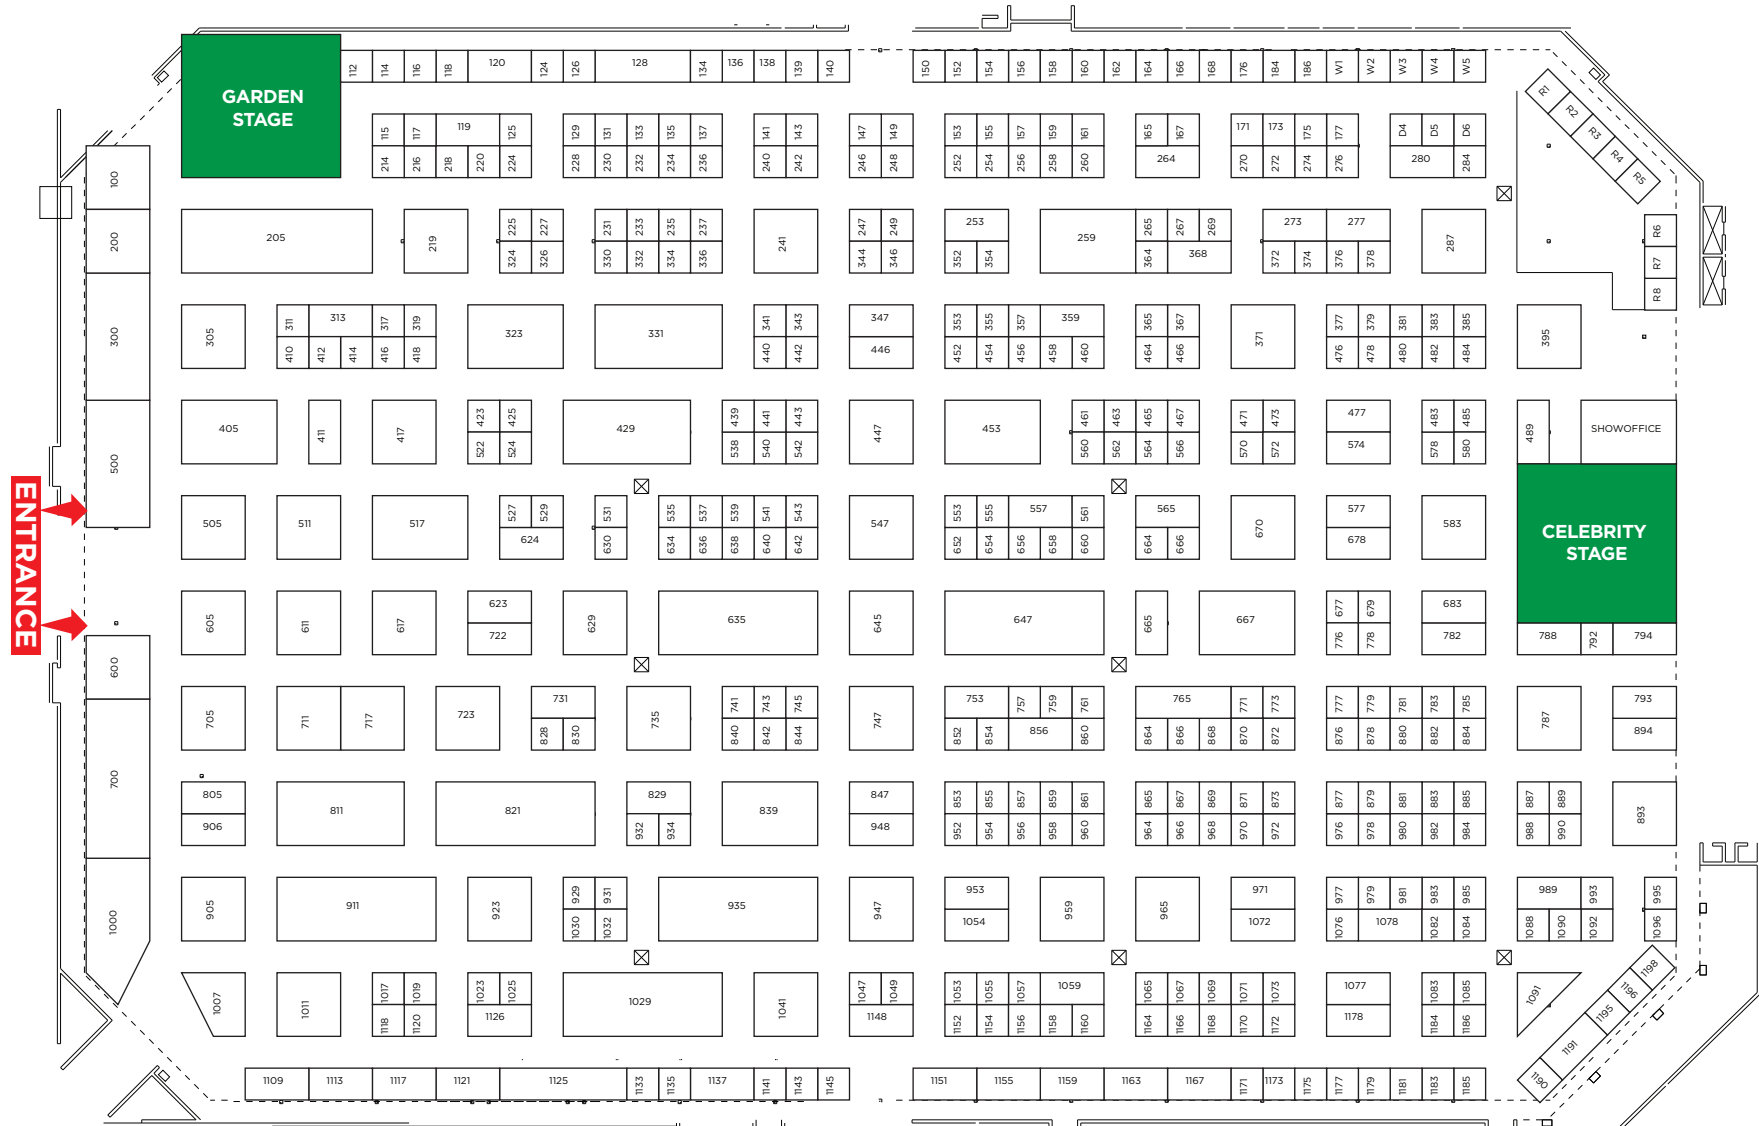 GARDEN
STAGE
112 114 116 118 120 124 126 128 134 136 138 139 140 150 152 154 156 158 160 162 164 166 168 176 184 186 W1 W2 W3 W4 W5
R1 R2 R3 R4 R5
115 117 119 125 129 131 133 135 137 141 143 147 149 153 155 157 159 161 165 167 171 173 175 177 D4 D5 D6
214 216 218 220 224 228 230 232 234 236 240 242 246 248 252 254 256 258 260 264 270 272 274 276 280 284
100
200
205 219 225 227 231 233 235 237 241 247 249 253 259 265 267 269 273 277 287
324 326 330 332 334 336 344 346 352 354 364 368 372 374 376 378
R6
R7
R8
300
305 311 313 317 319 323 331 341 343 347 353 355 357 359 365 367 371 377 379 381 383 385 395
410 412 414 416 418 440 442 446 452 454 456 458 460 464 466 476 478 480 482 484
500
405 411 417 423 425 429 439 441 443 447 453 461 463 465 467 471 473 477 483 485 489 SHOWOFFICE
522 524 538 540 542 560 562 564 566 570 572 574 578 580
ENTRANCE
505 511 517 527 529 531 535 537 539 541 543 547 553 555 557 561 565 670 577 583
624 630 634 636 638 640 642 652 654 656 658 660 664 666 678
CELEBRITY
STAGE
600
605 611 617 623 629 635 645 647 665 667 677 679 683
722 776 778 782 788 792 794
700
705 711 717 723 731 735 741 743 745 747 753 757 759 761 765 771 773 777 779 781 783 785 787 793
828 830 840 842 844 852 854 856 860 864 866 868 870 872 876 878 880 882 884 894
805 811 821 829 839 847 853 855 857 859 861 865 867 869 871 873 877 879 881 883 885 887 889 893
906 932 934 948 952 954 956 958 960 964 966 968 970 972 976 978 980 982 984 988 990
1000
905 911 923 929 931 935 947 953 959 965 971 977 979 981 983 985 989 993 995
1030 1032 1054 1072 1076 1078 1082 1084 1088 1090 1092 1096
1007 1011 1017 1019 1023 1025 1029 1041 1047 1049 1053 1055 1057 1059 1065 1067 1069 1071 1073 1077 1083 1085 1091
1118 1120 1126 1148 1152 1154 1156 1158 1160 1164 1166 1168 1170 1172 1178 1184 1186
1190 1191 1195 1196 1198
1109 1113 1117 1121 1125 1133 1135 1137 1141 1143 1145 1151 1155 1159 1163 1167 1171 1173 1175 1177 1179 1181 1183 1185